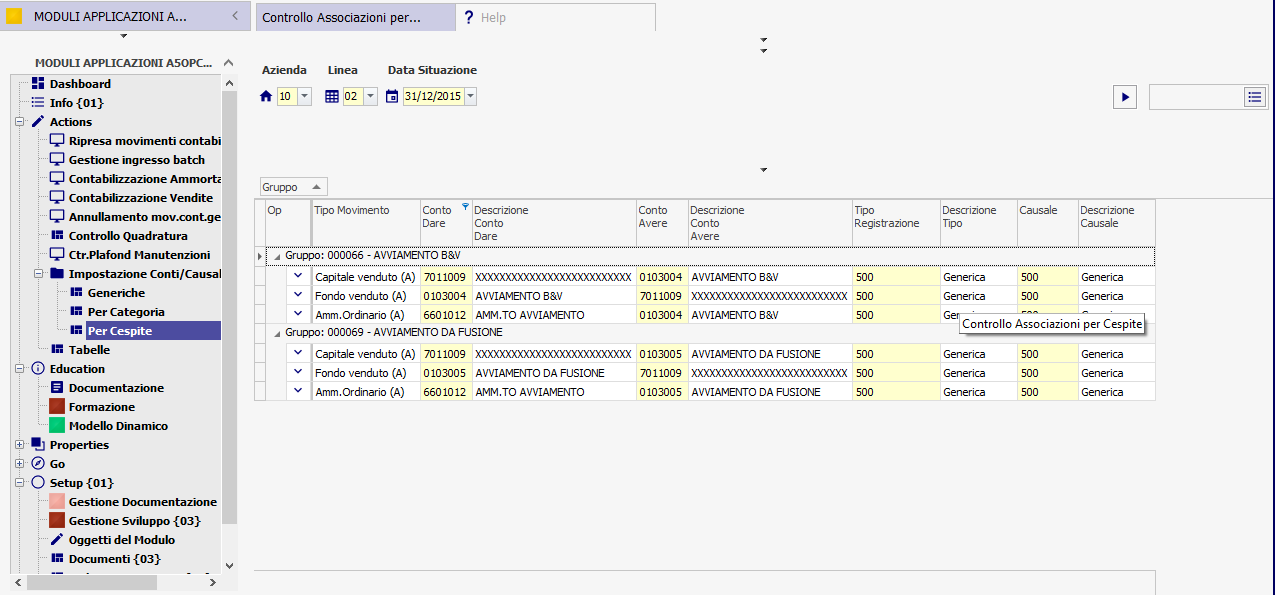 MODULI APPLICAZIONI A...
Controllo Associazioni per...
? Help
MODULI APPLICAZIONI A50PC...
Dashboard
Info {01}
Actions
Ripresa movimenti contabi
Gestione ingresso batch
Contabilizzazione Ammorta
Contabilizzazione Vendite
Annullamento mov.cont.ge
Controllo Quadratura
Ctr.Plafond Manutenzioni
Impostazione Conti/Causal
Generiche
Per Categoria
Per Cespite
Tabelle
Education
Documentazione
Formazione
Modello Dinamico
Properties
Go
Setup {01}
Gestione Documentazione
Gestione Sviluppo {03}
Oggetti del Modulo
Documenti {03}
Azienda Linea Data Situazione
10 02 31/12/2015
Gruppo
Op Tipo Movimento Conto Dare Descrizione Conto Dare Conto Avere Descrizione Conto Avere Tipo Registrazione Descrizione Tipo Causale Descrizione Causale
Gruppo: 000066 - AVVIAMENTO B&V
Capitale venduto (A) 7011009 XXXXXXXXXXXXXXXXXXXXXXXXXX 0103004 AVVIAMENTO B&V 500 Generica 500 Generica
Fondo venduto (A) 0103004 AVVIAMENTO B&V 7011009 XXXXXXXXXXXXXXXXXXXXXXXXXX 500 Generica 500 Generica
Amm.Ordinario (A) 6601012 AMM.TO AVVIAMENTO 0103004 AVVIAMENTO B&V 500 Generica 500 Generica
Controllo Associazioni per Cespite
Gruppo: 000069 - AVVIAMENTO DA FUSIONE
Capitale venduto (A) 7011009 XXXXXXXXXXXXXXXXXXXXXXXXXX 0103005 AVVIAMENTO DA FUSIONE 500 Generica 500 Generica
Fondo venduto (A) 0103005 AVVIAMENTO DA FUSIONE 7011009 XXXXXXXXXXXXXXXXXXXXXXXXXX 500 Generica 500 Generica
Amm.Ordinario (A) 6601012 AMM.TO AVVIAMENTO 0103005 AVVIAMENTO DA FUSIONE 500 Generica 500 Generica